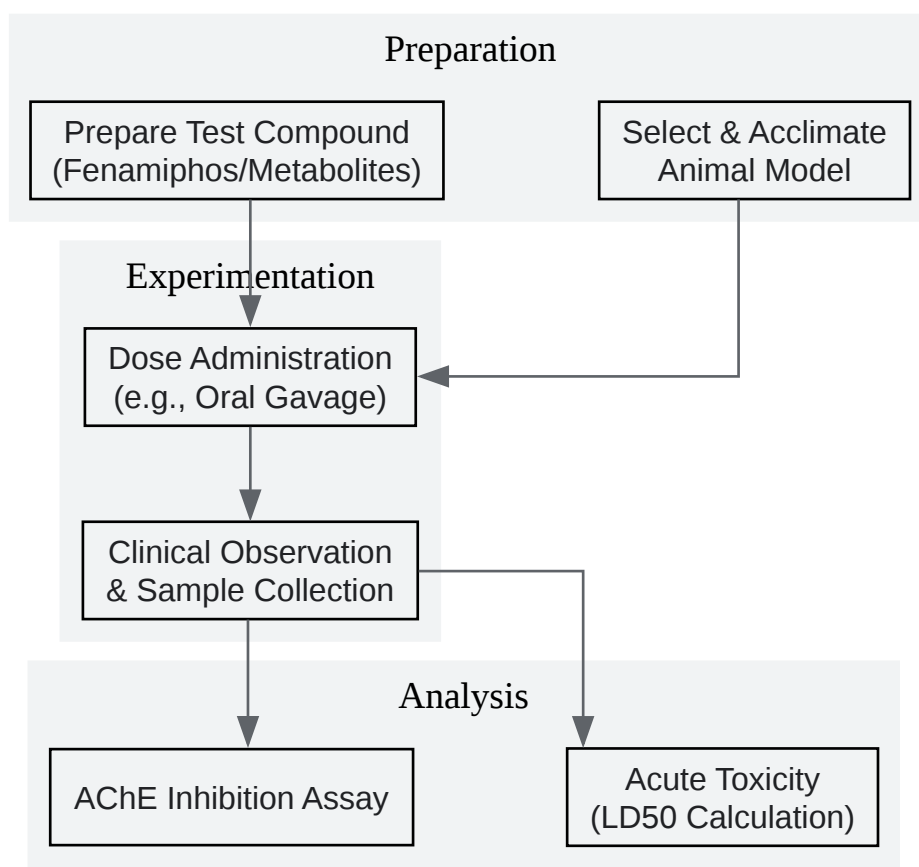 Preparation
Prepare Test Compound
(Fenamiphos/Metabolites)
Select & Acclimate
Animal Model
Experimentation
Dose Administration
(e.g., Oral Gavage)
Clinical Observation
& Sample Collection
Analysis
AChE Inhibition Assay
Acute Toxicity
(LD50 Calculation)